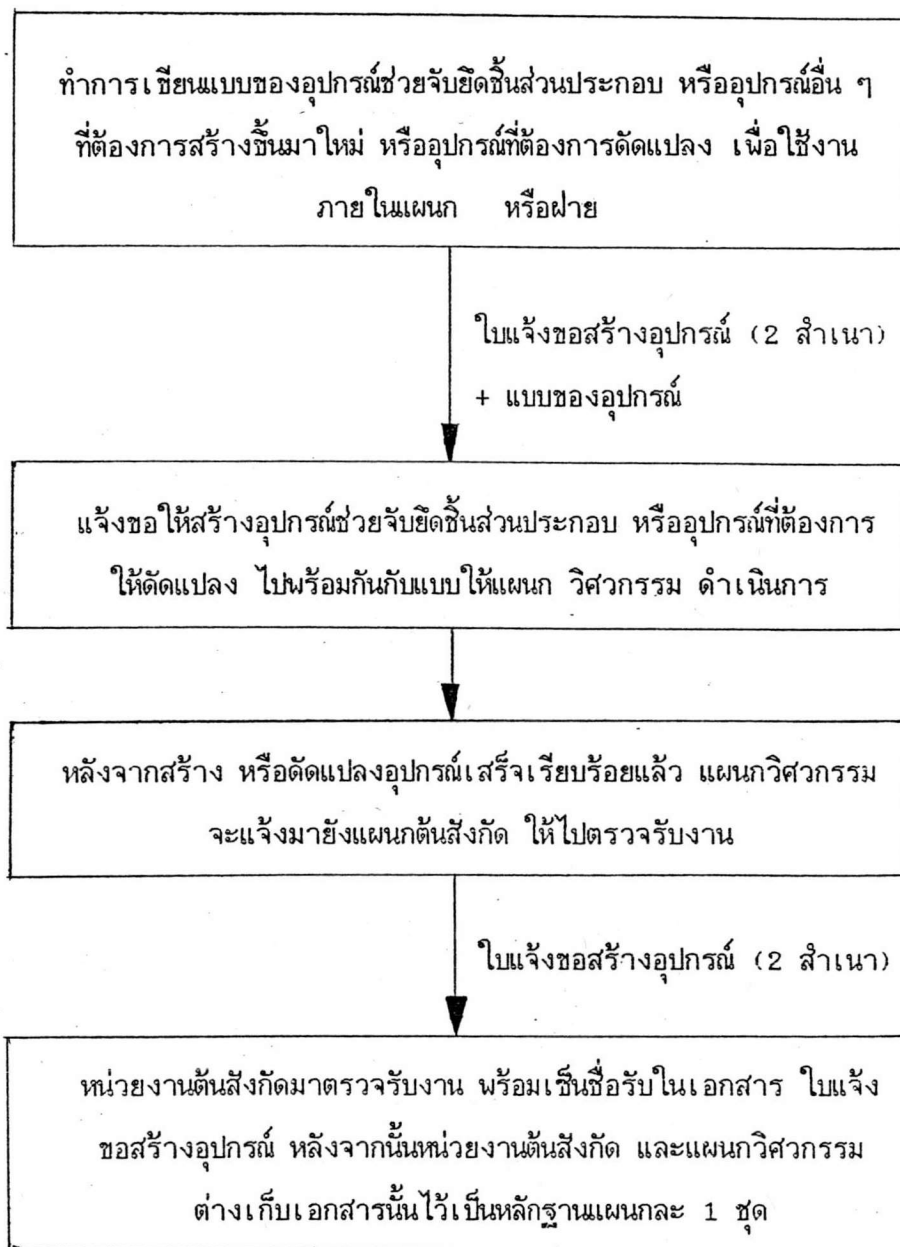 ทำการเขียนแบบของอุปกรณ์ช่วยจับยึดชิ้นส่วนประกอบ หรืออุปกรณ์อื่น ๆ
ที่ต้องการสร้างขึ้นมาใหม่ หรืออุปกรณ์ที่ต้องการดัดแปลง เพื่อใช้งาน
ภายในแผนก หรือฝ่าย
ใบแจ้งขอสร้างอุปกรณ์ (2 สำเนา)
+ แบบของอุปกรณ์
แจ้งขอให้สร้างอุปกรณ์ช่วยจับยึดชิ้นส่วนประกอบ หรืออุปกรณ์ที่ต้องการ
ให้ดัดแปลง ไปพร้อมกันกับแบบให้แผนก วิศวกรรม ดำเนินการ
หลังจากสร้าง หรือดัดแปลงอุปกรณ์เสร็จเรียบร้อยแล้ว แผนกวิศวกรรม
จะแจ้งมายังแผนกต้นสังกัด ให้ไปตรวจรับงาน
ใบแจ้งขอสร้างอุปกรณ์ (2 สำเนา)
หน่วยงานต้นสังกัดมาตรวจรับงาน พร้อมเซ็นชื่อรับในเอกสาร ใบแจ้ง
ขอสร้างอุปกรณ์ หลังจากนั้นหน่วยงานต้นสังกัด และแผนกวิศวกรรม
ต่างเก็บเอกสารนั้นไว้เป็นหลักฐานแผนกละ 1 ชุด